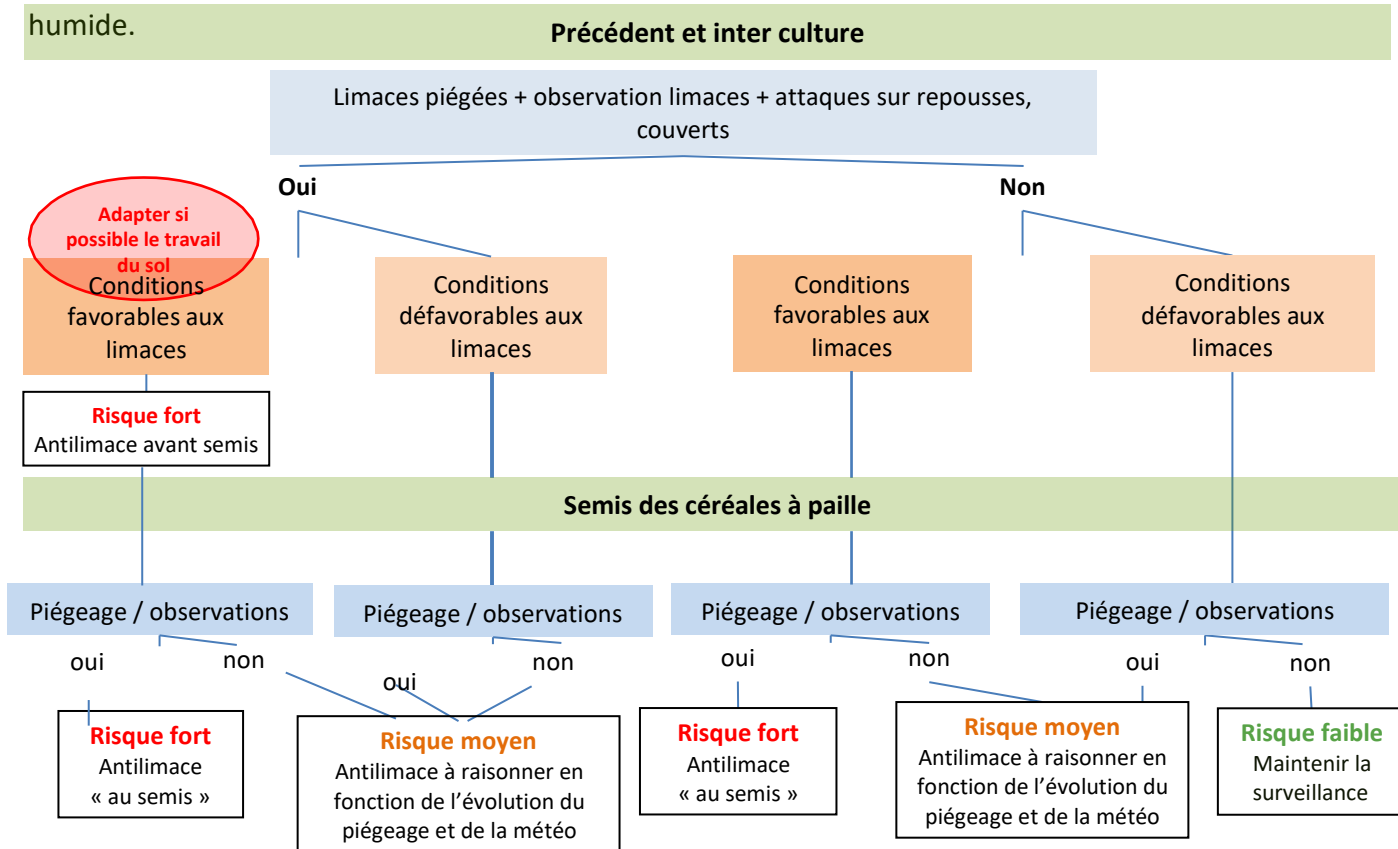 humide.
Précédent et inter culture
Limaces piégées + observation limaces + attaques sur repousses,
couverts
Oui
Non
Adapter si
possible le travail
du sol
Conditions
favorables aux
limaces
Conditions
défavorables aux
limaces
Conditions
favorables aux
limaces
Conditions
défavorables aux
limaces
Risque fort
Antilimace avant semis
Semis des céréales à paille
Piégeage / observations
Piégeage / observations
Piégeage / observations
Piégeage / observations
oui
non
oui
non
oui
non
oui
non
Risque fort
Antilimace
« au semis »
Risque moyen
Antilimace à raisonner en
fonction de l’évolution du
piégeage et de la météo
Risque fort
Antilimace
« au semis »
Risque moyen
Antilimace à raisonner en
fonction de l’évolution du
piégeage et de la météo
Risque faible
Maintenir la
surveillance